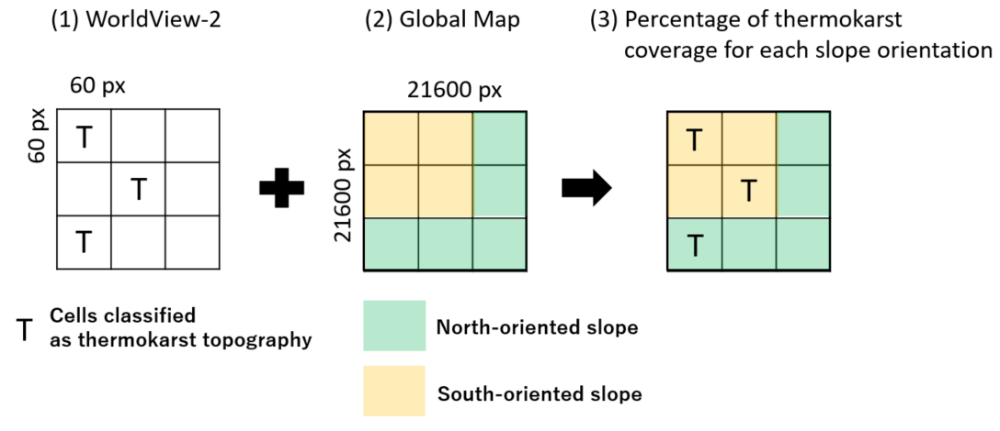 (1) WorldView-2
(2) Global Map
(3) Percentage of thermokarst
coverage for each slope orientation
60 px
60 px
T
T
T
21600 px
21600 px
T
T
T
T Cells classified
as thermokarst topography
North-oriented slope
South-oriented slope